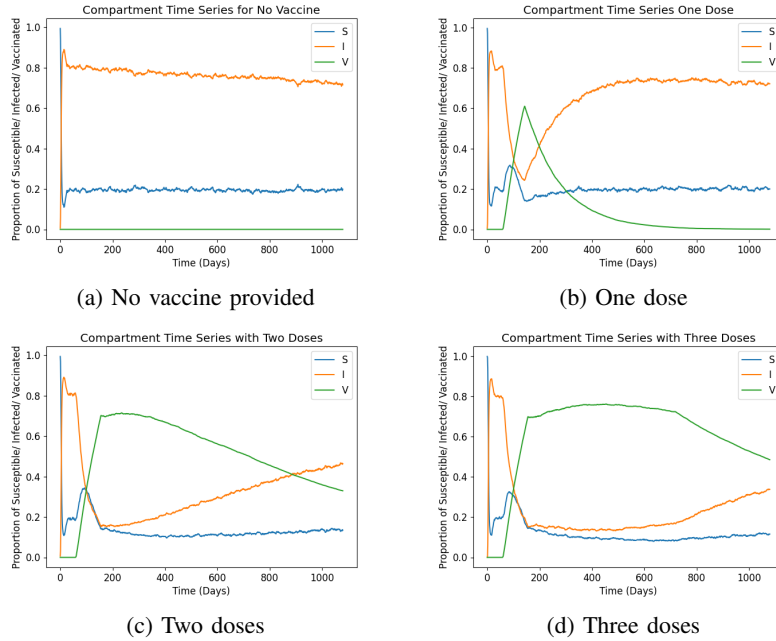 Compartment Time Series for No Vaccine
Proportion of Susceptible/ Infected/ Vaccinated
1.0
0.8
0.6
0.4
0.2
0.0
S
I
V
0 200 400 600 800 1000
Time (Days)
(a) No vaccine provided
Compartment Time Series One Dose
Proportion of Susceptible/ Infected/ Vaccinated
1.0
0.8
0.6
0.4
0.2
0.0
S
I
V
0 200 400 600 800 1000
Time (Days)
(b) One dose
Compartment Time Series with Two Doses
Proportion of Susceptible/ Infected/ Vaccinated
1.0
0.8
0.6
0.4
0.2
0.0
S
I
V
0 200 400 600 800 1000
Time (Days)
(c) Two doses
Compartment Time Series with Three Doses
Proportion of Susceptible/ Infected/ Vaccinated
1.0
0.8
0.6
0.4
0.2
0.0
S
I
V
0 200 400 600 800 1000
Time (Days)
(d) Three doses